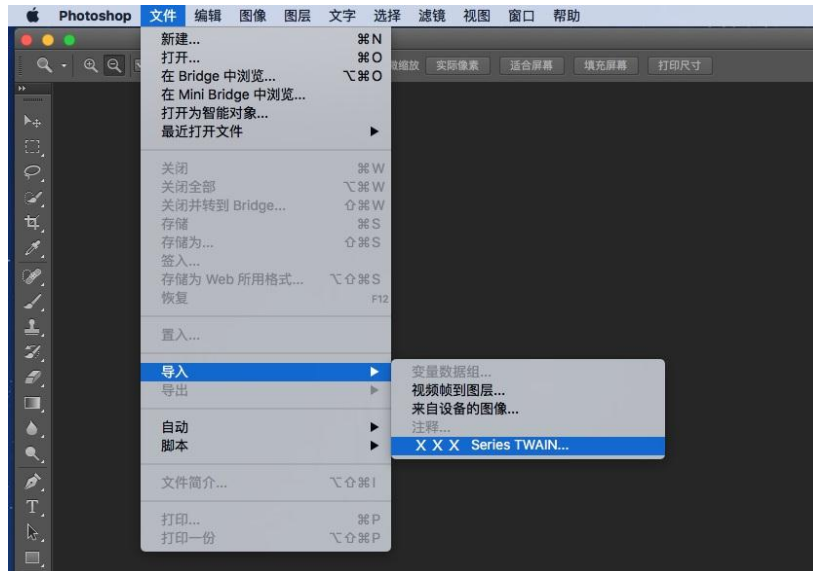 Photoshop 文件 编辑 图像 图层 文字 选择 滤镜 视图 窗口 帮助
实际像素 适合屏幕 填充屏幕 打印尺寸
新建... ⌘N
打开... ⌘O
在 Bridge 中浏览... ⌥⌘O
在 Mini Bridge 中浏览...
打开为智能对象...
最近打开文件 ▶
关闭 ⌘W
关闭全部 ⌥⌘W
关闭并转到 Bridge... ⇧⌘W
存储 ⌘S
存储为... ⇧⌘S
签入...
存储为 Web 所用格式... ⌥⇧⌘S
恢复 F12
置入...
导入 ▶
导出 ▶
变量数据组...
视频帧到图层...
来自设备的图像...
注释...
X X X Series TWAIN...
自动 ▶
脚本 ▶
文件简介... ⌥⇧⌘I
打印... ⌘P
打印一份 ⌥⇧⌘P